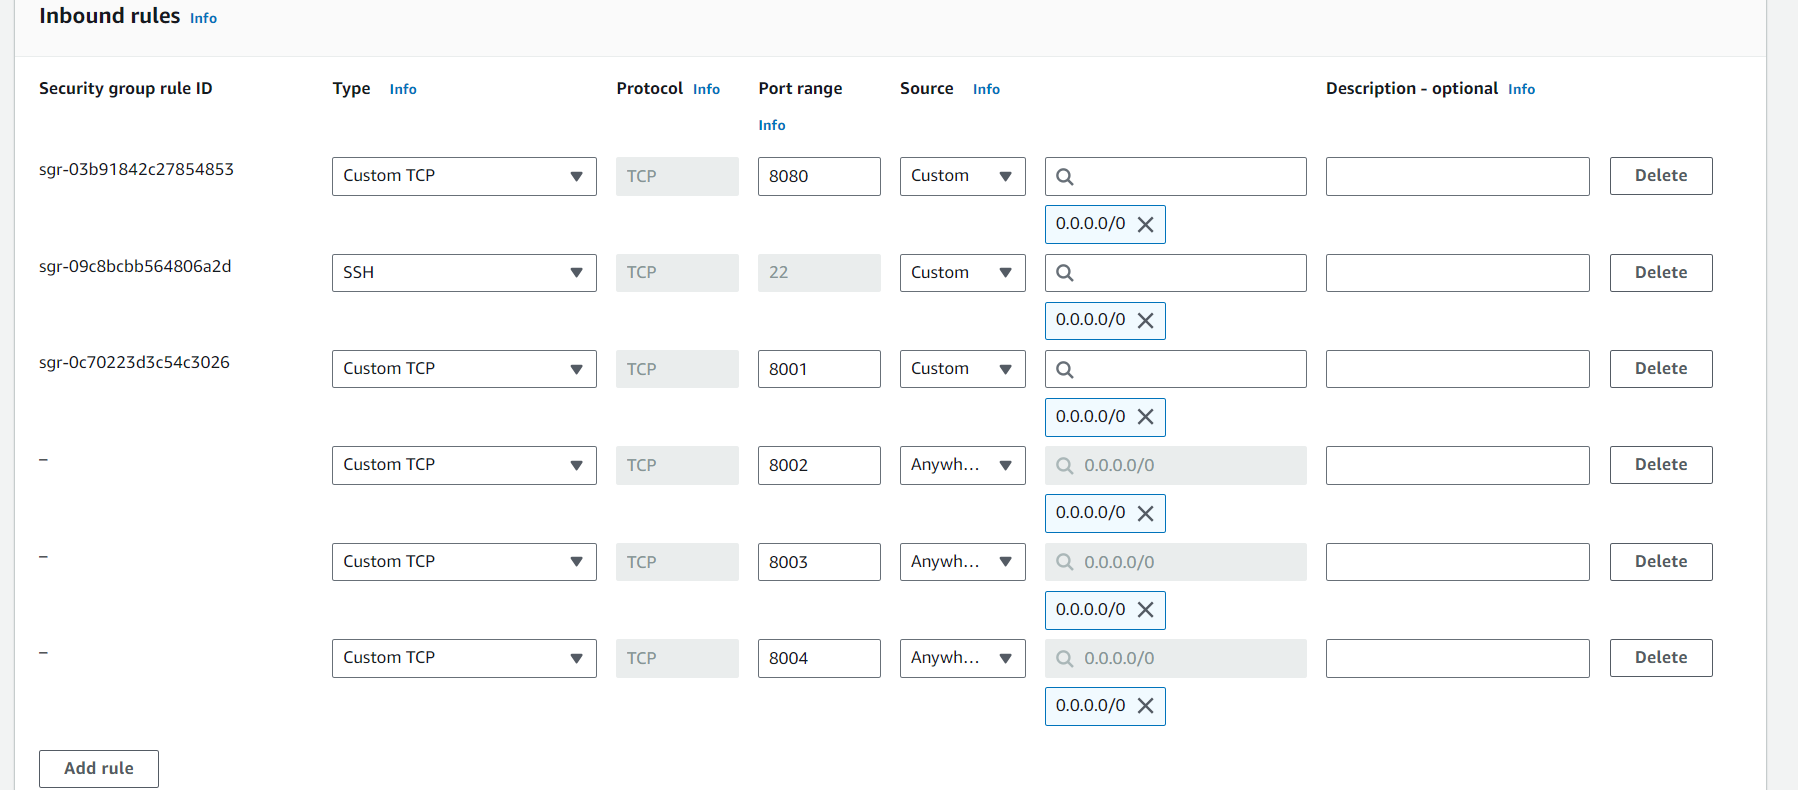 Inbound rules Info
Security group rule ID Type Info Protocol Info Port range Info Source Info Description - optional Info
sgr-03b91842c27854853 Custom TCP TCP 8080 Custom Delete
0.0.0.0/0
sgr-09c8bcbb564806a2d SSH TCP 22 Custom Delete
0.0.0.0/0
sgr-0c70223d3c54c3026 Custom TCP TCP 8001 Custom Delete
0.0.0.0/0
– Custom TCP TCP 8002 Anywh... 0.0.0.0/0 Delete
0.0.0.0/0
– Custom TCP TCP 8003 Anywh... 0.0.0.0/0 Delete
0.0.0.0/0
– Custom TCP TCP 8004 Anywh... 0.0.0.0/0 Delete
0.0.0.0/0
Add rule